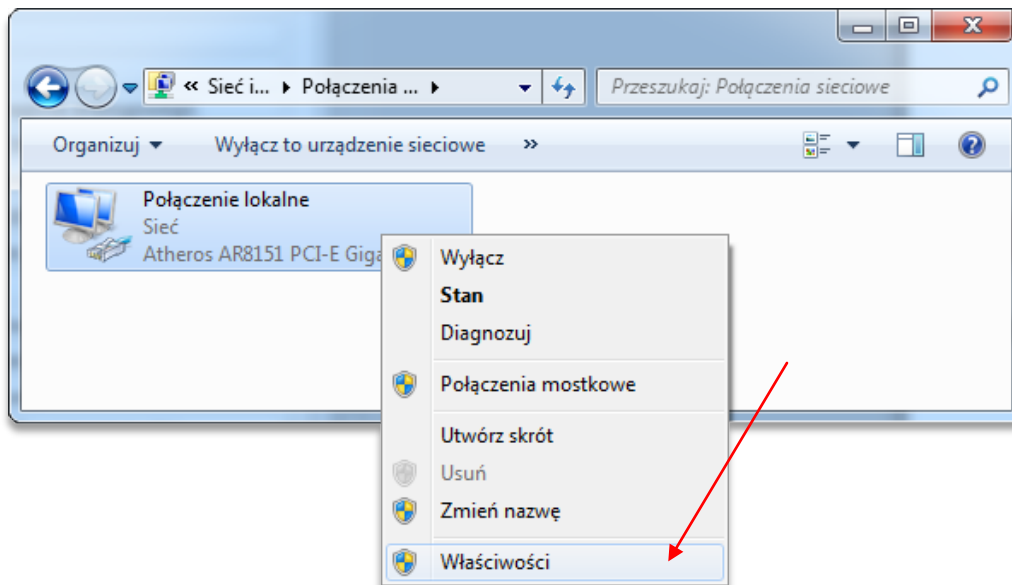 « Sieć i... Połączenia ... Przeszukaj: Połączenia sieciowe
Organizuj Wyłącz to urządzenie sieciowe »
Połączenie lokalne
Sieć
Atheros AR8151 PCI-E Giga
Wyłącz
Stan
Diagnozuj
Połączenia mostkowe
Utwórz skrót
Usuń
Zmień nazwę
Właściwości